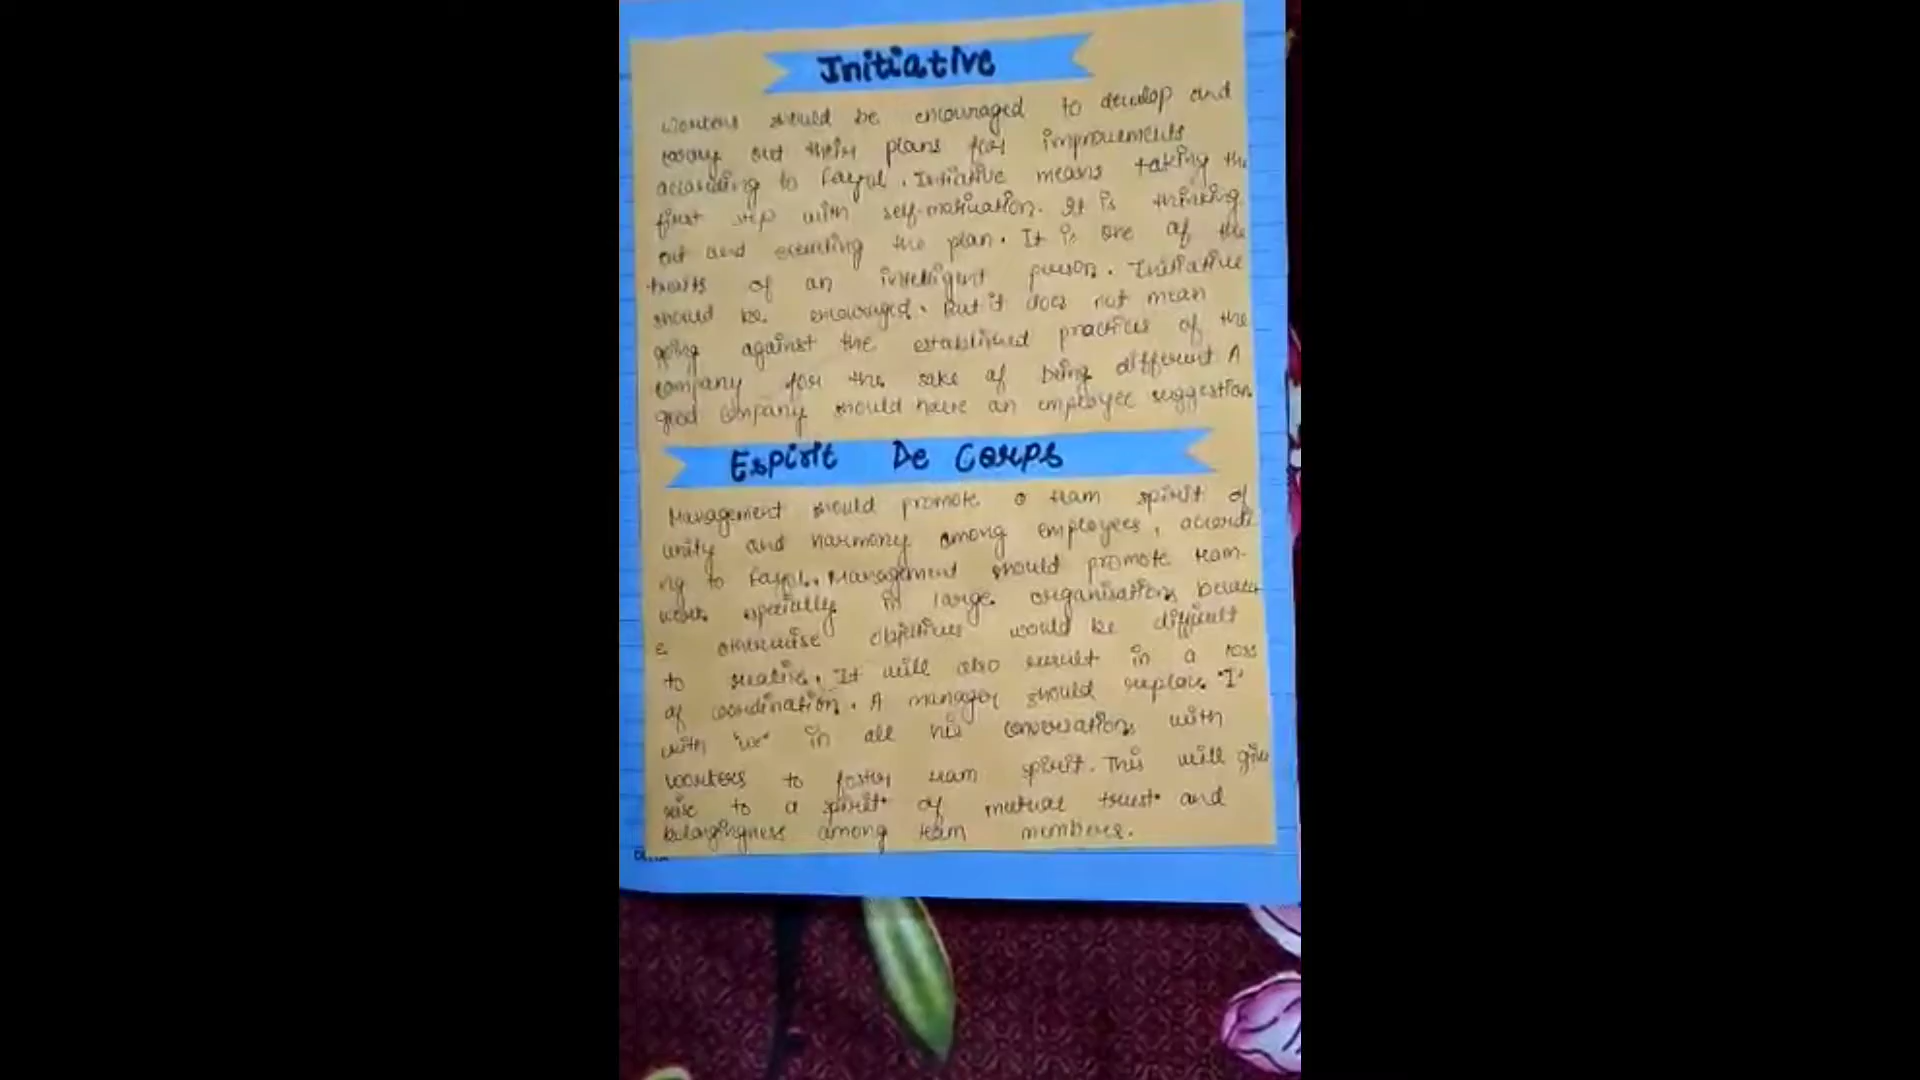 Initiative
Workers should be encouraged to develop and
carry out their plans for improvements
according to Fayol. Initiative means taking the
first step with self-motivation. It is thinking
out and executing the plan. It is one of the
traits of an intelligent person. Initiative
should be encouraged. But it does not mean
going against the established practices of the
company for the sake of being different A
good company should have an employee suggestion
Espirit De Corps
Management should promote a team spirit of
unity and harmony among employees, accordi
ng to Fayol. Management should promote team-
work especially in large organisations becaus
e otherwise objectives would be difficult
to realise. It will also result in a loss
of coordination. A manager should replace 'I'
with 'we' in all his conversations with
workers to foster team spirit. This will give
rise to a spirit of mutual trust and
belongingness among team members.